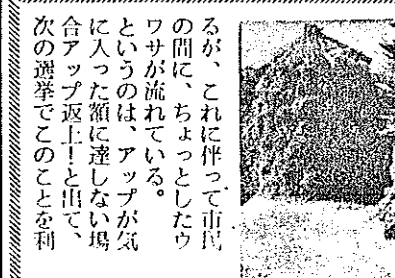 るが、これに伴って市民
の間に、ちょっとしたウ
ワサが流れている。
というのは、アップが気
に入った額に達しない場
合アップ返上！と出て、
次の選挙でこのことを利